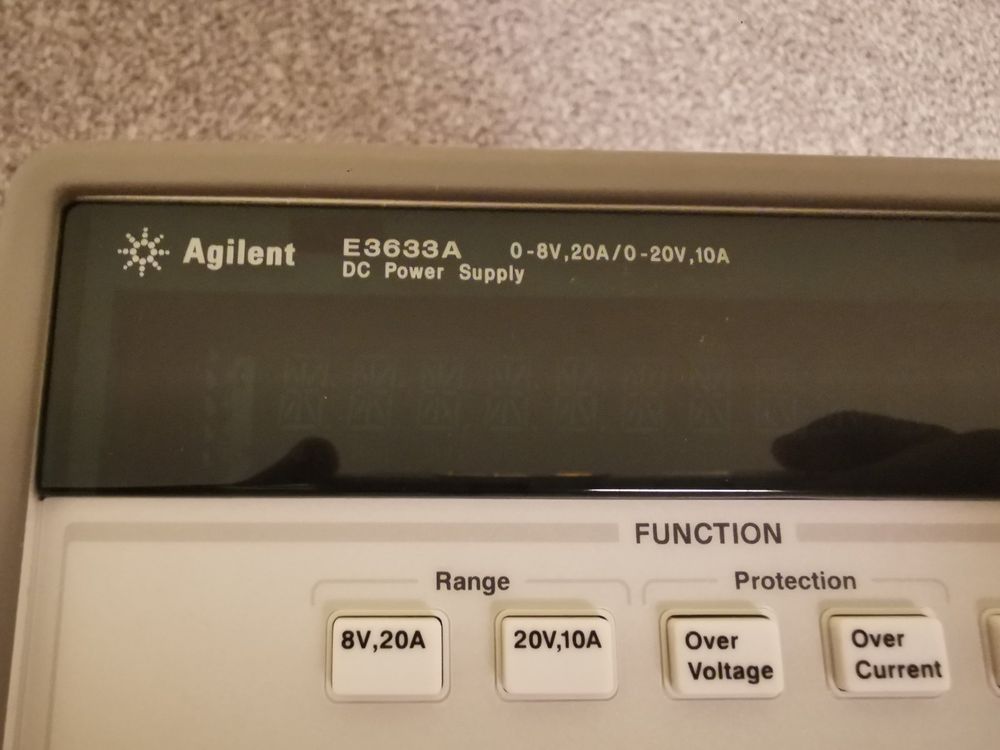 Agilent
E3633A
0-8V,20A/0-20V,10A
DC Power Supply
FUNCTION
Range
Protection
8V,20A
20V,10A
Over
Voltage
Over
Current